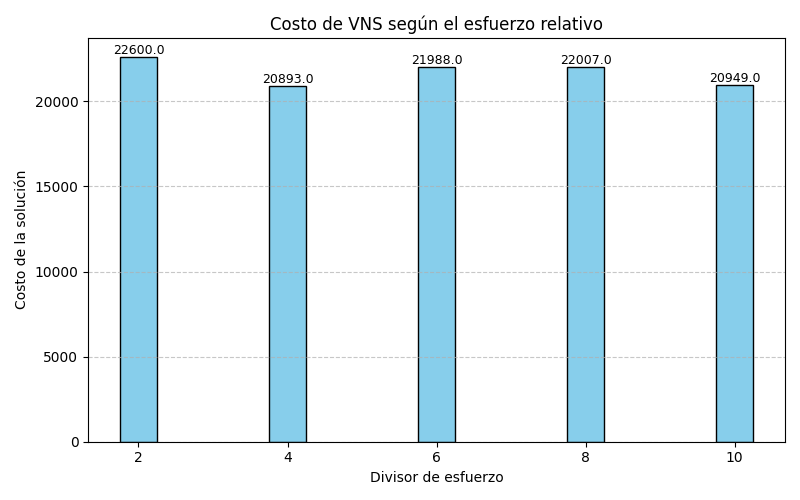 Costo de VNS según el esfuerzo relativo
22600.0
20893.0
21988.0
22007.0
20949.0
20000
15000
10000
5000
0
Costo de la solución
2 4 6 8 10
Divisor de esfuerzo